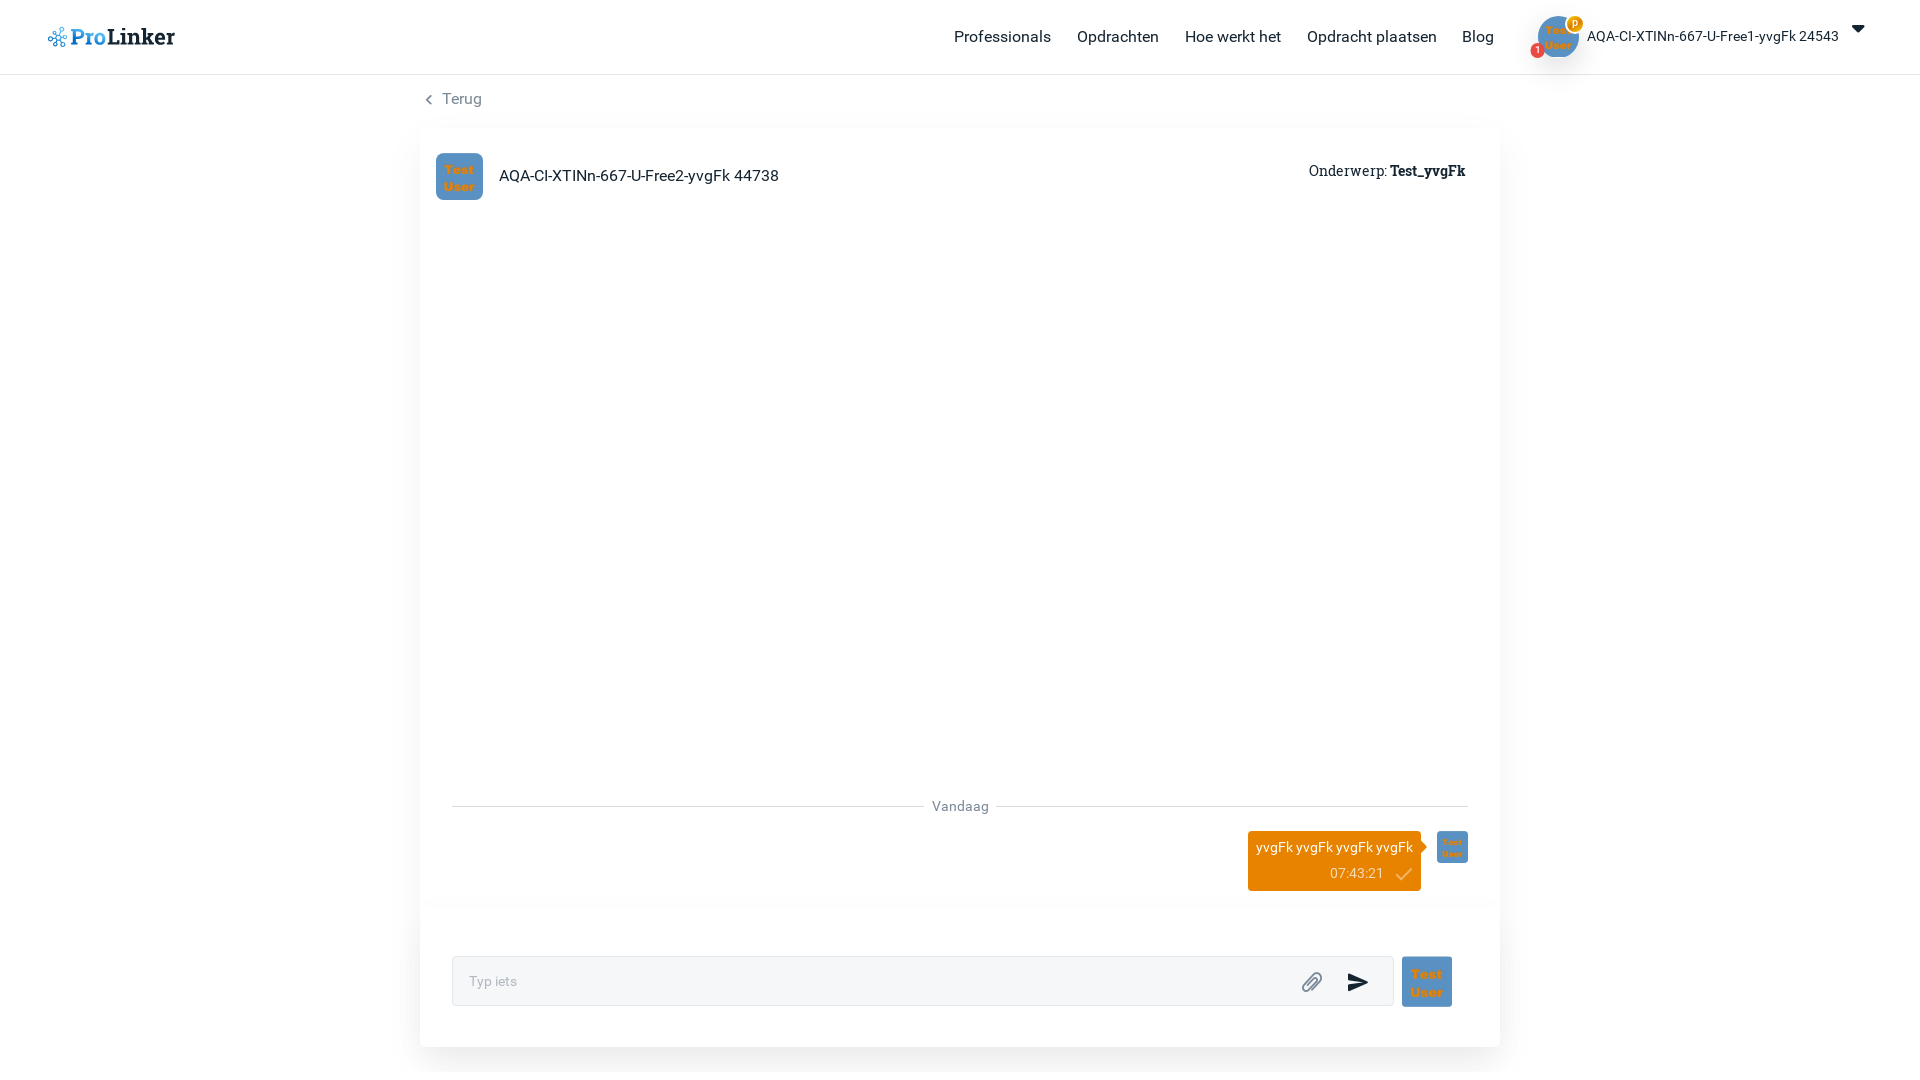 ProLinker
Professionals
Opdrachten
Hoe werkt het
Opdracht plaatsen
Blog
Test
User
p
1
AQA-CI-XTINn-667-U-Free1-yvgFk 24543
Terug
Test
User
AQA-CI-XTINn-667-U-Free2-yvgFk 44738
Onderwerp: Test_yvgFk
Vandaag
yvgFk yvgFk yvgFk yvgFk
07:43:21
Test
User
Typ iets
Test
User